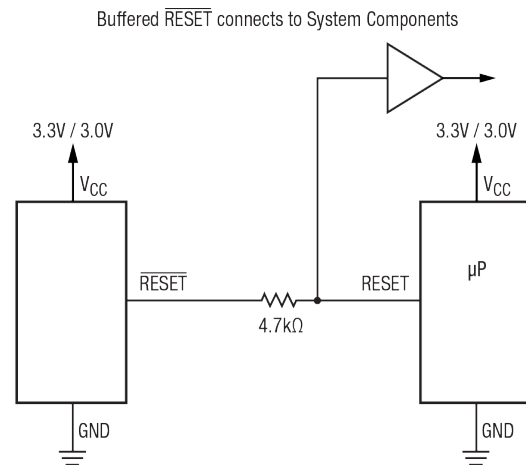 Buffered RESET connects to System Components
3.3V / 3.0V
3.3V / 3.0V
VCC
VCC
µP
RESET
RESET
4.7kΩ
GND
GND